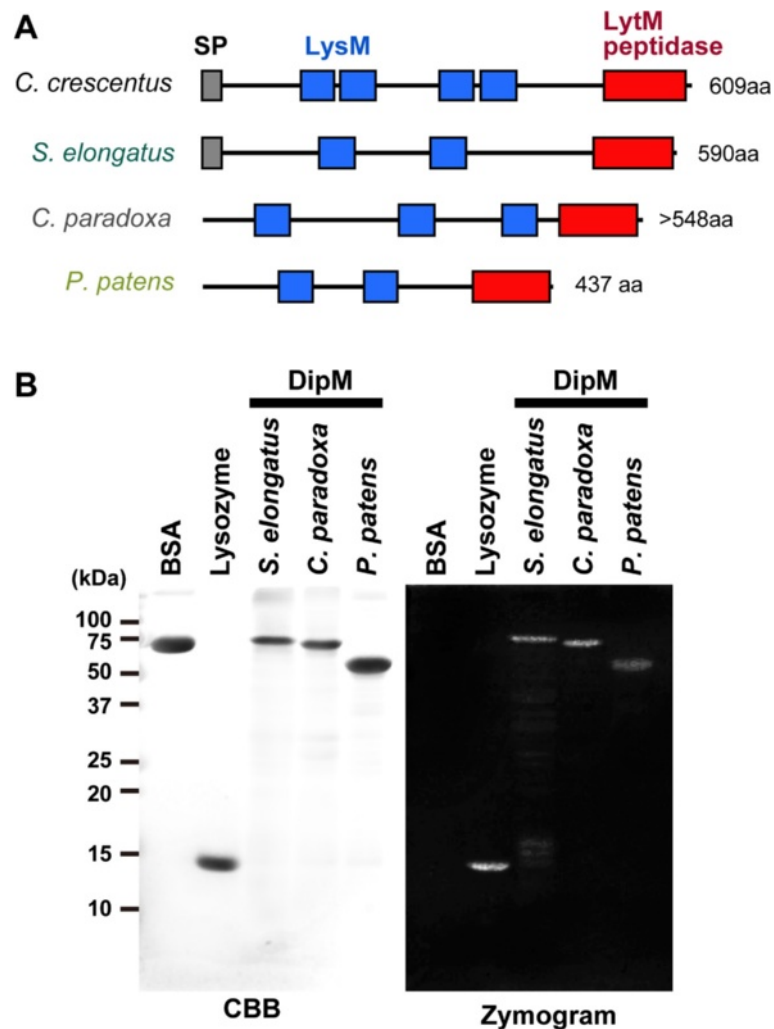 A
SP LysM LytM peptidase
C. crescentus 609aa
S. elongatus 590aa
C. paradoxa >548aa
P. patens 437 aa
B
DipM DipM
BSA Lysozyme S. elongatus C. paradoxa P. patens BSA Lysozyme S. elongatus C. paradoxa P. patens
(kDa)
100
75
50
37
25
20
15
10
CBB Zymogram